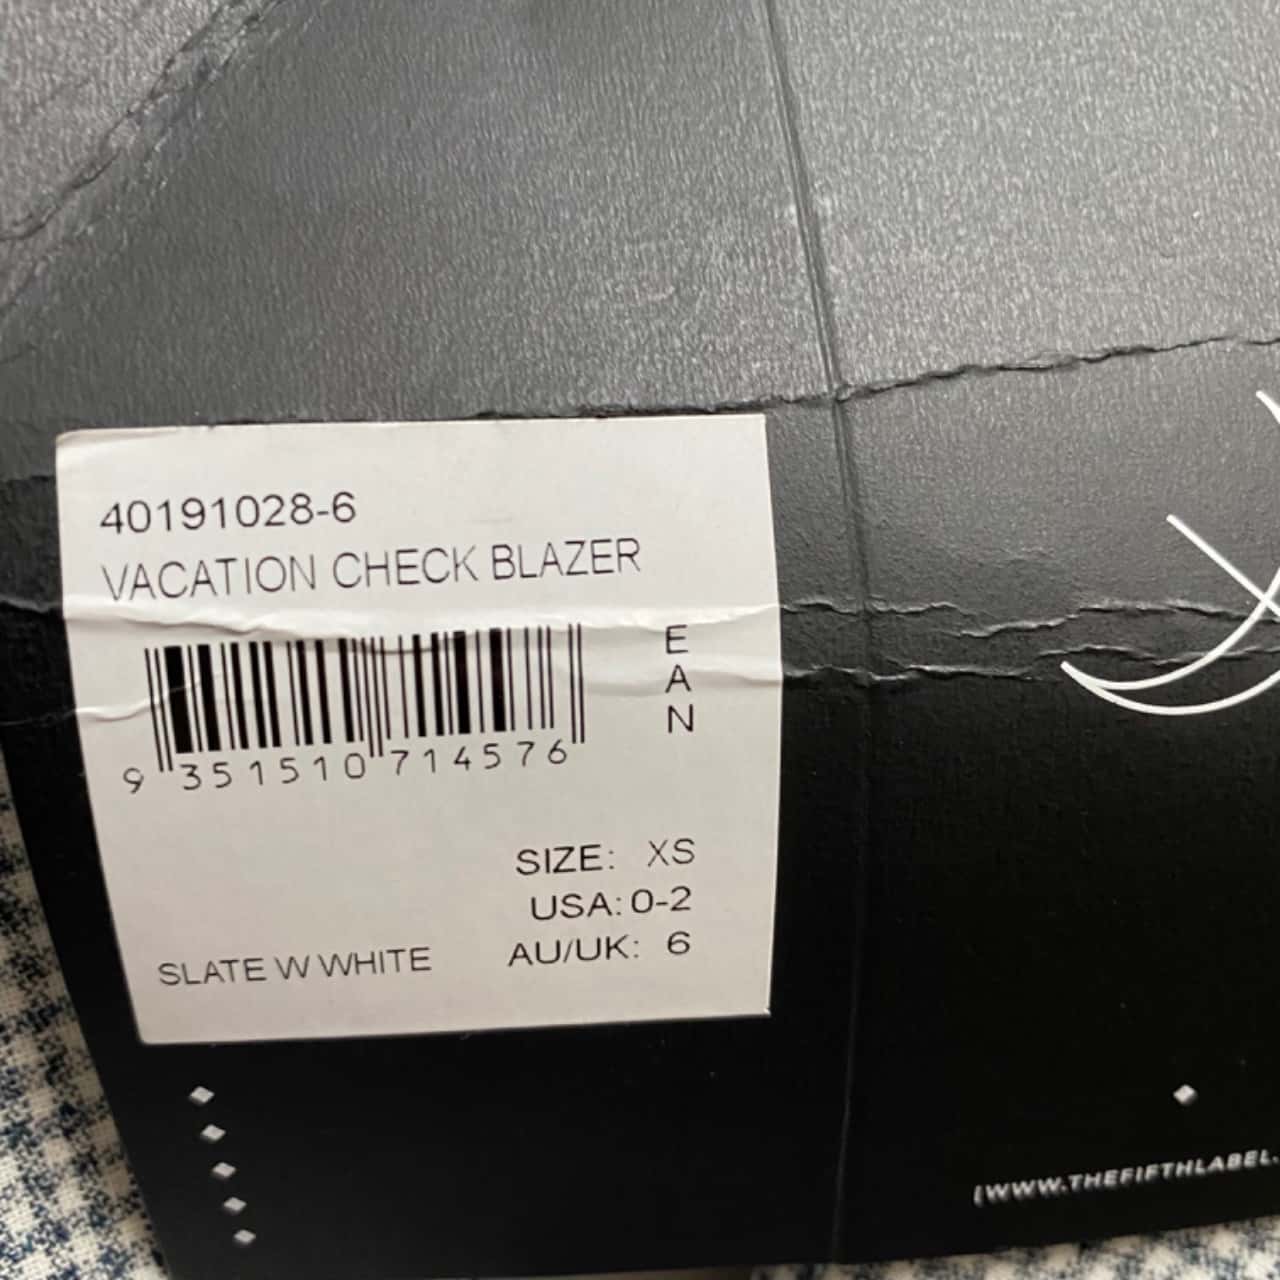 40191028-6
VACATION CHECK BLAZER
E
A
N
9 351510 714576
SIZE: XS
USA: 0-2
AU/UK: 6
SLATE W WHITE
(WWW.THEFIFTHLABEL.